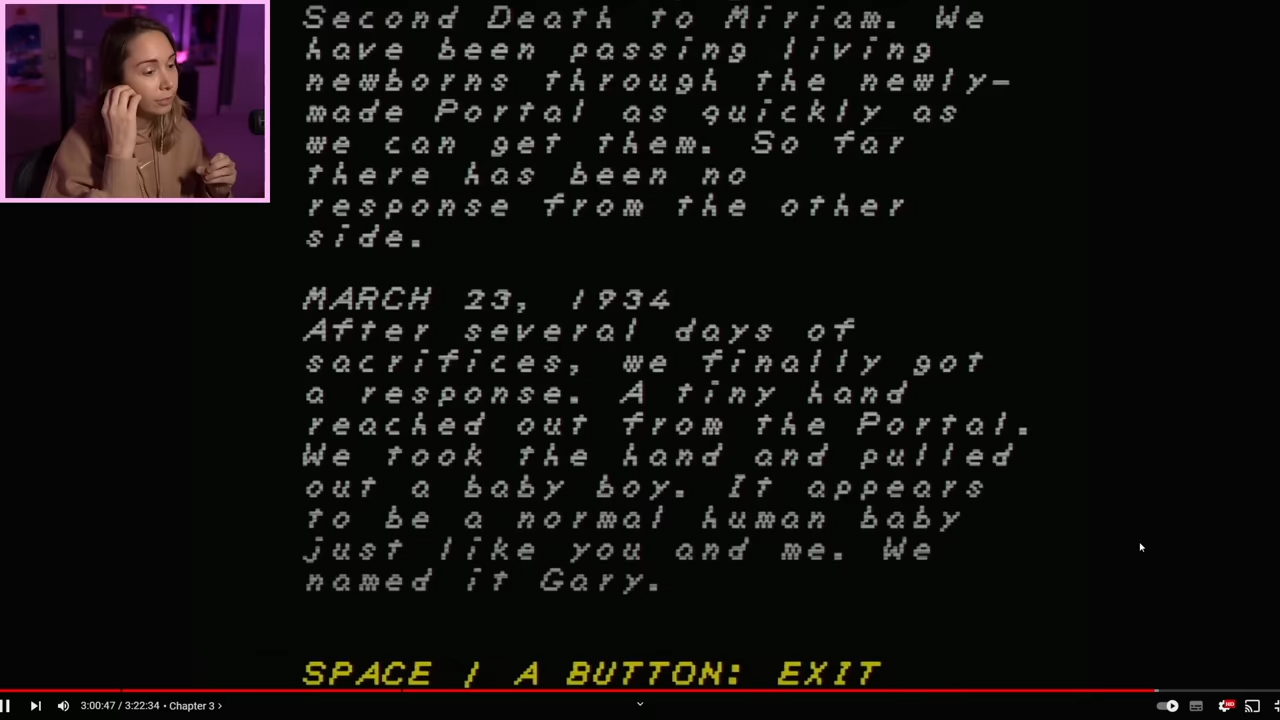 Second Death to Miriam. We
have been passing living
newborns through the newly-
made Portal as quickly as
we can get them. So far
there has been no
response from the other
side.
MARCH 23, 1934
After several days of
sacrifices, we finally got
a response. A tiny hand
reached out from the Portal.
We took the hand and pulled
out a baby boy. It appears
to be a normal human baby
just like you and me. We
named it Gary.
SPACE / A BUTTON: EXIT
3:00:47 / 3:22:34 • Chapter 3 >
HD